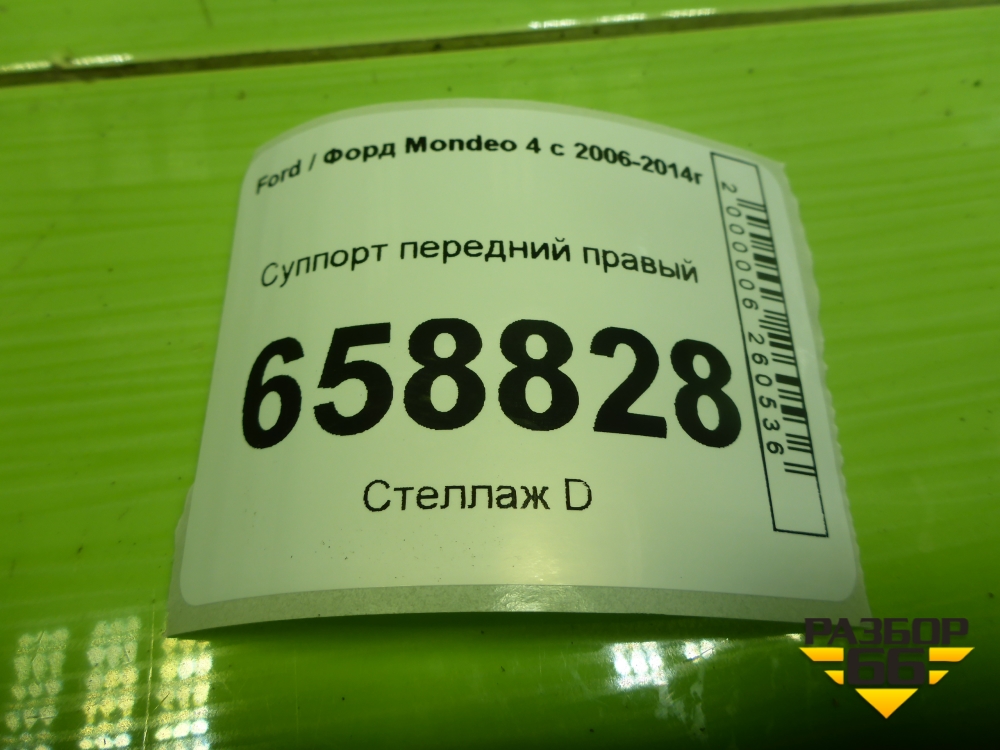 Ford / Форд Mondeo 4 с 2006-2014г
Суппорт передний правый
658828
Стеллаж D
2000006260536
РАЗБОР
66